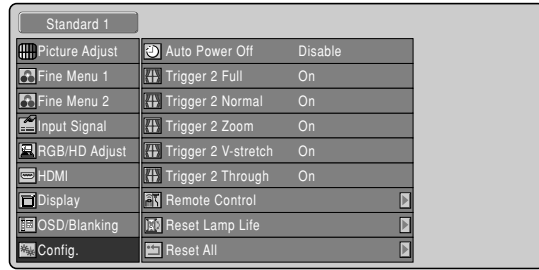 Standard 1
Picture Adjust
Fine Menu 1
Fine Menu 2
Input Signal
RGB/HD Adjust
HDMI
Display
OSD/Blanking
Config.
Auto Power Off Disable
Trigger 2 Full On
Trigger 2 Normal On
Trigger 2 Zoom On
Trigger 2 V-stretch On
Trigger 2 Through On
Remote Control
Reset Lamp Life
Reset All